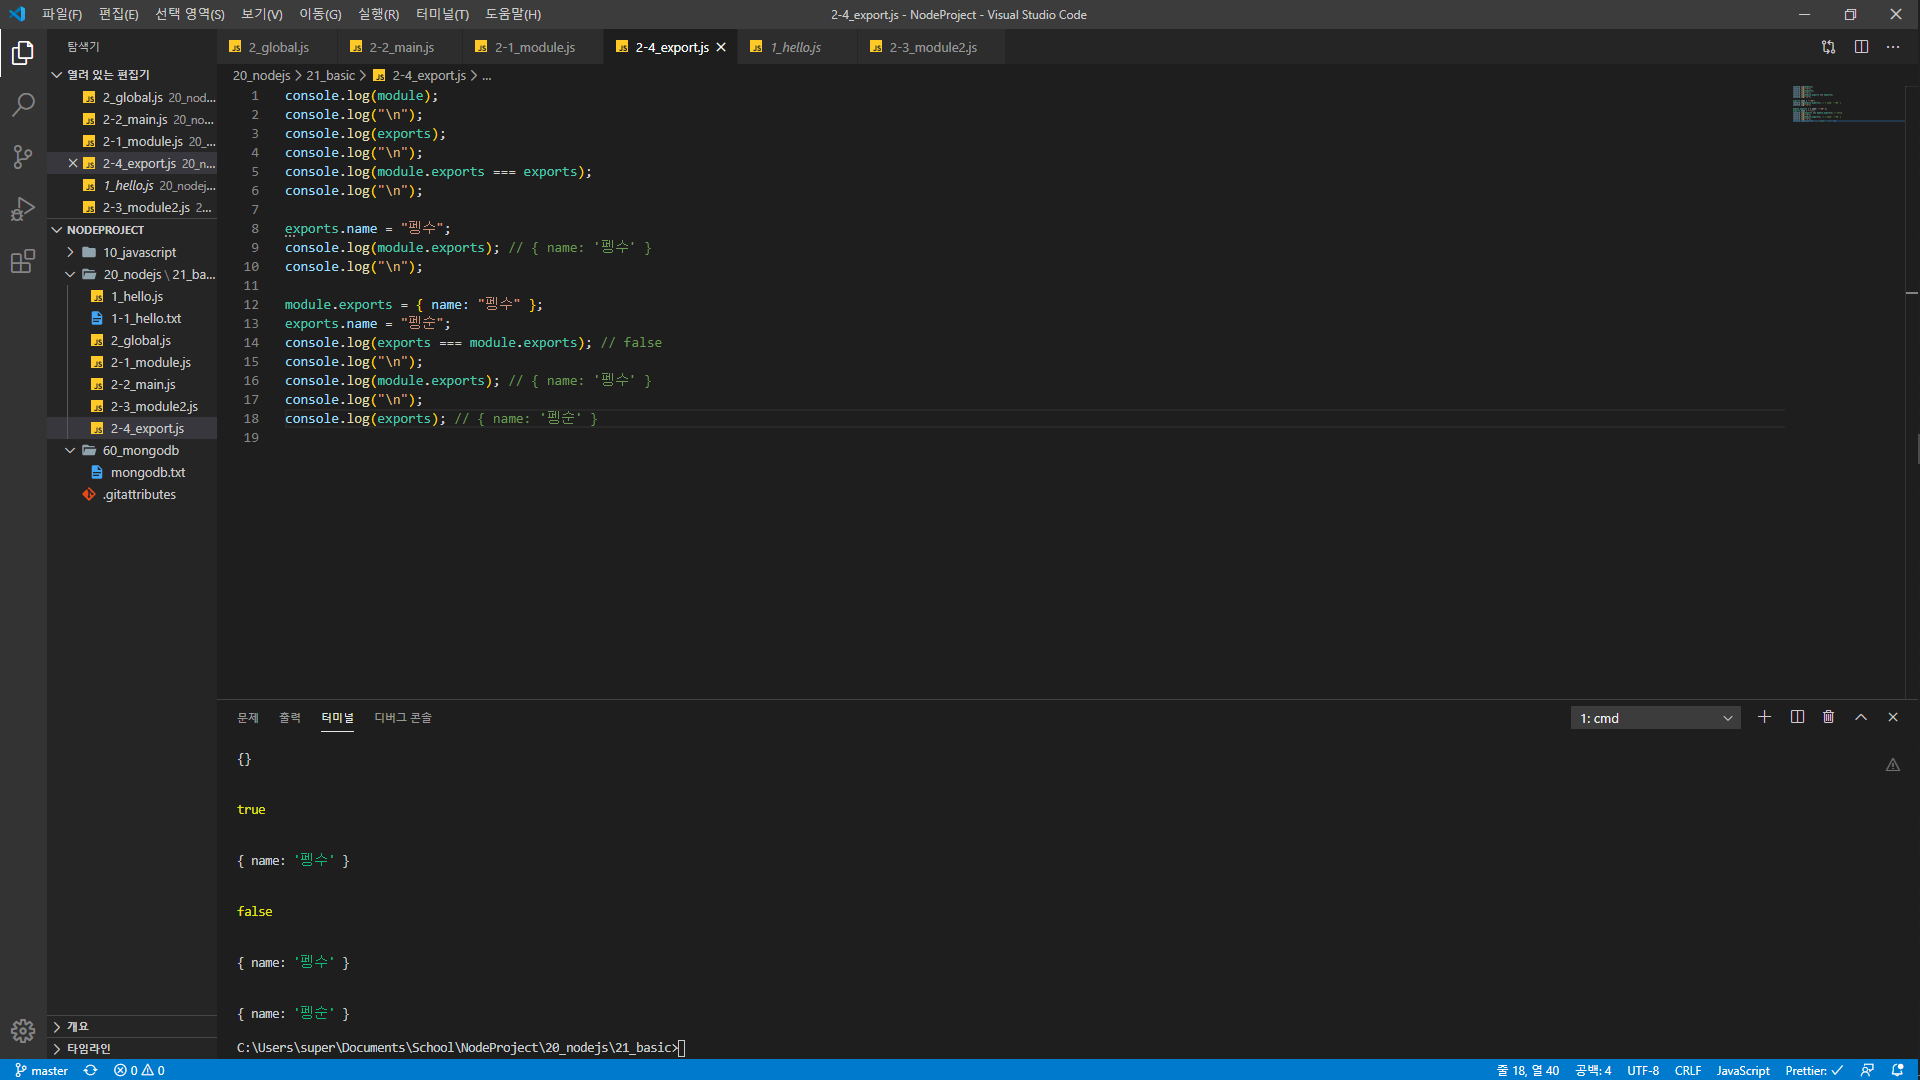 파일(F) 편집(E) 선택 영역(S) 보기(V) 이동(G) 실행(R) 터미널(T) 도움말(H) 2-4_export.js - NodeProject - Visual Studio Code
탐색기
2_global.js 2-2_main.js 2-1_module.js 2-4_export.js 1_hello.js 2-3_module2.js
열려 있는 편집기
2_global.js 20_nod...
2-2_main.js 20_no...
2-1_module.js 20_...
2-4_export.js 20_n...
1_hello.js 20_nodej...
2-3_module2.js 2...
NODEPROJECT
10_javascript
20_nodejs \ 21_ba...
1_hello.js
1-1_hello.txt
2_global.js
2-1_module.js
2-2_main.js
2-3_module2.js
2-4_export.js
60_mongodb
mongodb.txt
.gitattributes
개요
타임라인
20_nodejs > 21_basic > 2-4_export.js > ...
1 console.log(module);
2 console.log("\n");
3 console.log(exports);
4 console.log("\n");
5 console.log(module.exports === exports);
6 console.log("\n");
7
8 exports.name = "펭수";
9 console.log(module.exports); // { name: '펭수' }
10 console.log("\n");
11
12 module.exports = { name: "펭수" };
13 exports.name = "펭순";
14 console.log(exports === module.exports); // false
15 console.log("\n");
16 console.log(module.exports); // { name: '펭수' }
17 console.log("\n");
18 console.log(exports); // { name: '펭순' }
19
문제 출력 터미널 디버그 콘솔 1: cmd
{}
true
{ name: '펭수' }
false
{ name: '펭수' }
{ name: '펭순' }
C:\Users\super\Documents\School\NodeProject\20_nodejs\21_basic>
master 0 0 줄 18, 열 40 공백: 4 UTF-8 CRLF JavaScript Prettier: ✓